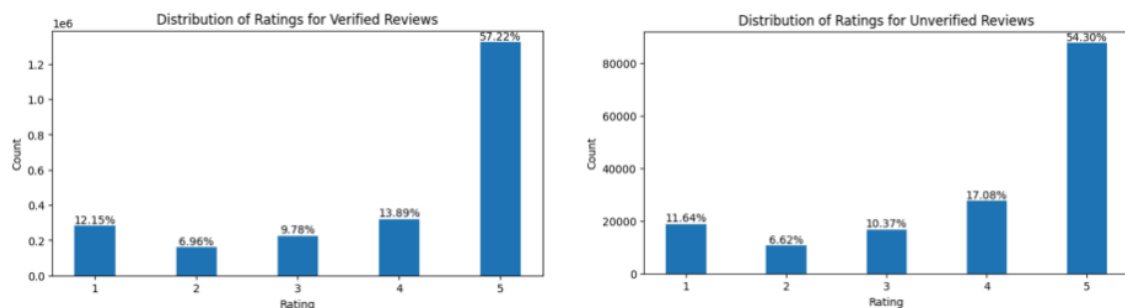 Distribution of Ratings for Verified Reviews
1e6
Count
1.2
1.0
0.8
0.6
0.4
0.2
0.0
12.15%
6.96%
9.78%
13.89%
57.22%
1 2 3 4 5
Rating
Distribution of Ratings for Unverified Reviews
Count
80000
60000
40000
20000
0
11.64%
6.62%
10.37%
17.08%
54.30%
1 2 3 4 5
Rating